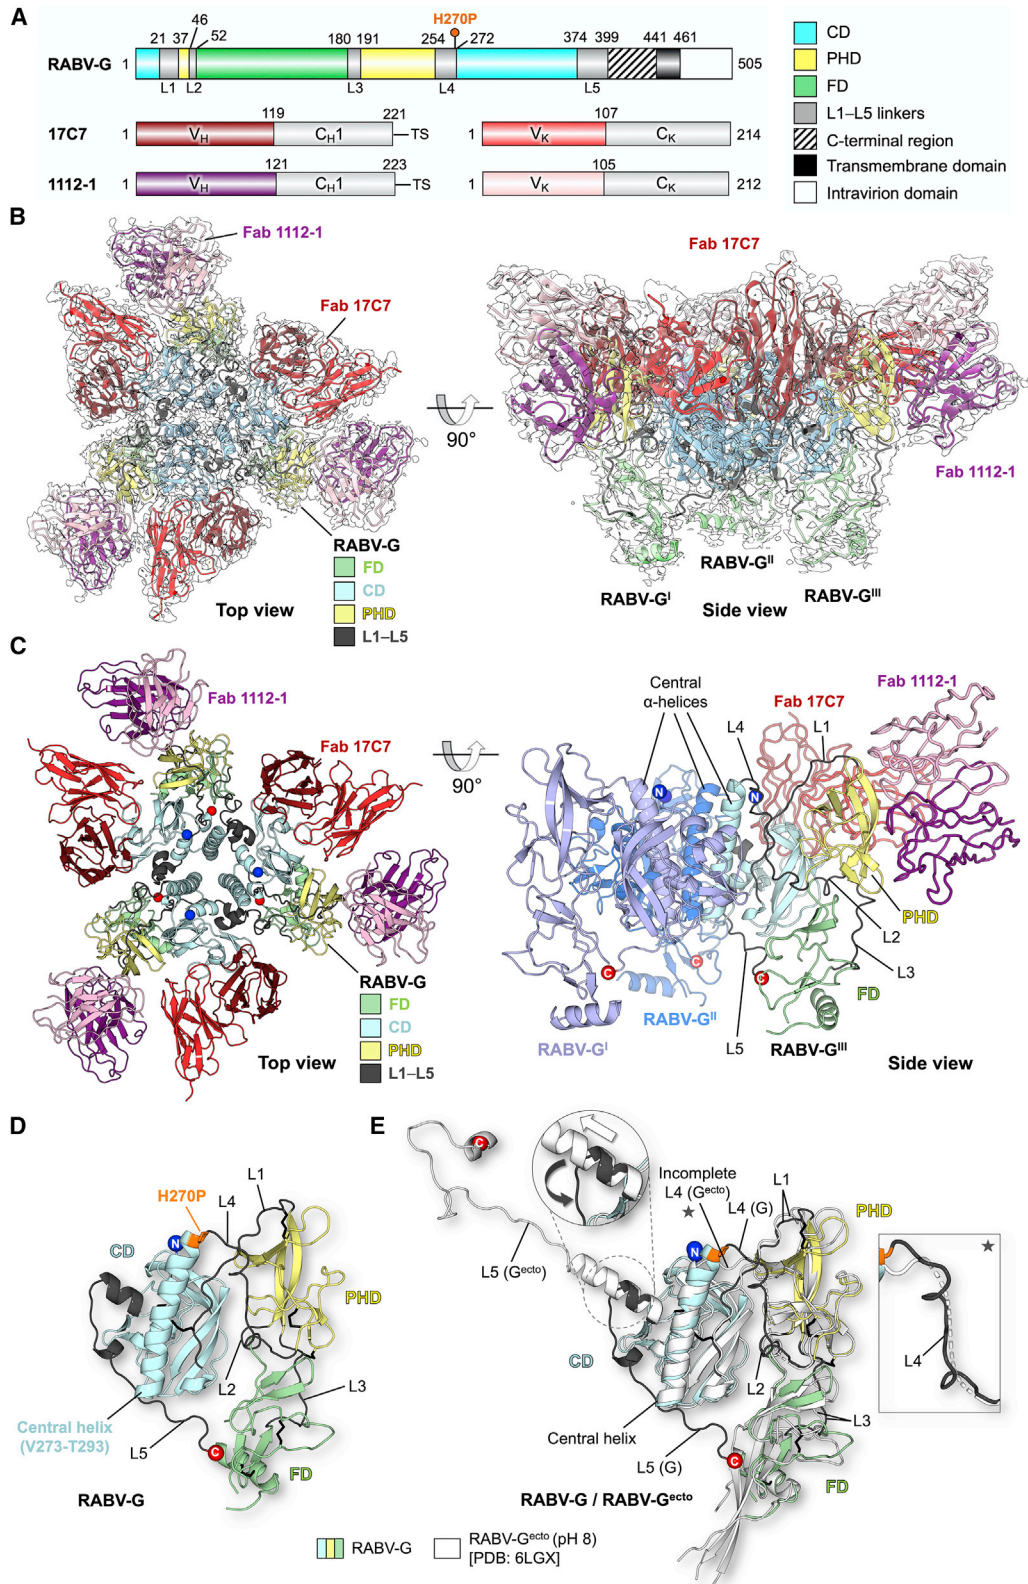 A
H270P
46
21 37 52 180 191 254 272 374 399 441 461
RABV-G 1 505
L1 L2 L3 L4 L5
CD
PHD
FD
L1–L5 linkers
C-terminal region
Transmembrane domain
Intravirion domain
119 221 107
17C7 1 VH CH1 TS 1 VK CK 214
121 223 105
1112-1 1 VH CH1 TS 1 VK CK 212
B
Fab 1112-1
Fab 17C7
RABV-G
FD
CD
PHD
L1–L5
Top view
90°
Fab 17C7
Fab 1112-1
RABV-GI
RABV-GII
RABV-GIII
Side view
C
Fab 1112-1
Fab 17C7
RABV-G
FD
CD
PHD
L1–L5
Top view
90°
Central
α-helices
L4
Fab 17C7
L1
Fab 1112-1
N
N
PHD
L2
L3
C
C
C
FD
RABV-GI
RABV-GII
L5
RABV-GIII
Side view
D
H270P
L4
L1
N
CD
PHD
L2
L3
Central helix
(V273-T293)
L5
C
FD
RABV-G
E
C
Incomplete
L4 (Gecto)
★
L4 (G)
L1
PHD
N
L5 (Gecto)
CD
L2
L3
Central helix
L5 (G)
C
FD
★
L4
RABV-G / RABV-Gecto
RABV-G
RABV-Gecto (pH 8)
[PDB: 6LGX]